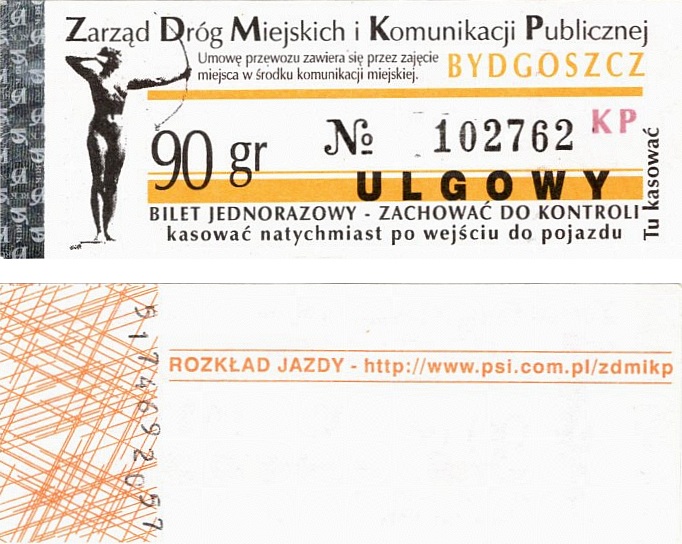 Zarząd Dróg Miejskich i Komunikacji Publicznej
Umowę przewozu zawiera się przez zajęcie
miejsca w środku komunikacji miejskiej.
BYDGOSZCZ
90 gr
№ 102762
KP
ULGOWY
BILET JEDNORAZOWY - ZACHOWAĆ DO KONTROLI
kasować natychmiast po wejściu do pojazdu
Tu kasować
ROZKŁAD JAZDY - http://www.psi.com.pl/zdmikp